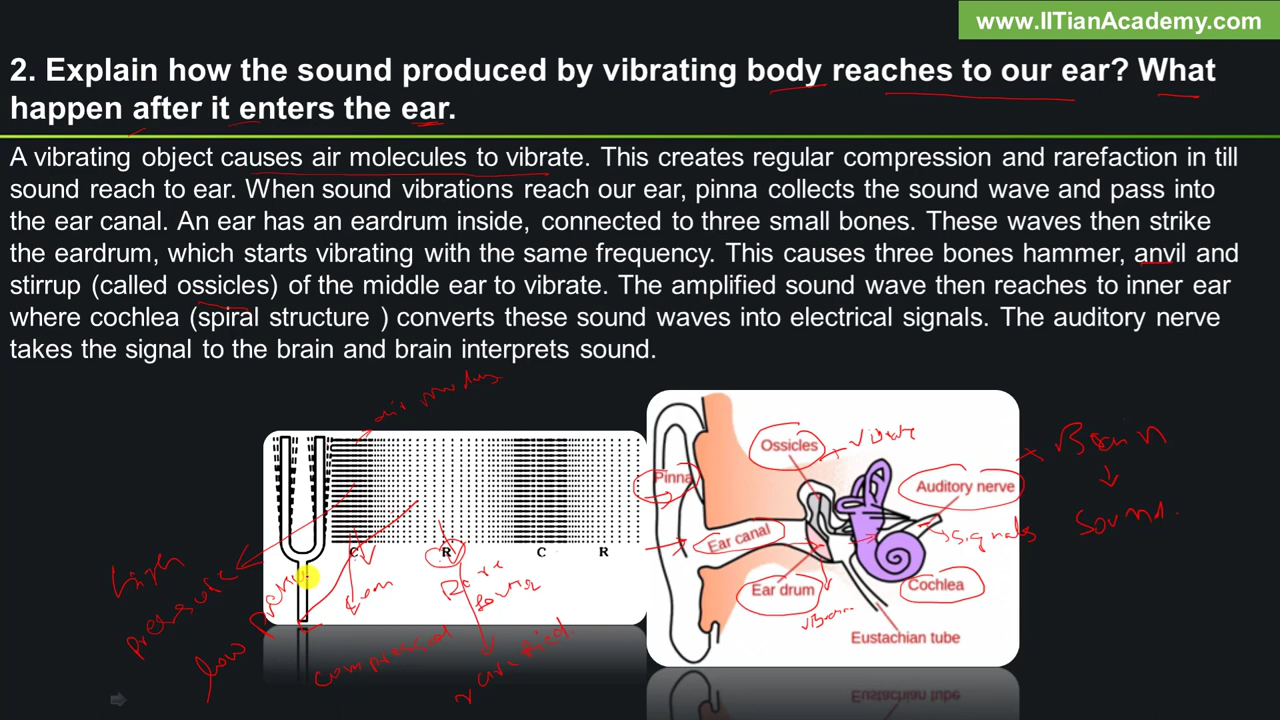 www.IITianAcademy.com
2. Explain how the sound produced by vibrating body reaches to our ear? What
happen after it enters the ear.
A vibrating object causes air molecules to vibrate. This creates regular compression and rarefaction in till
sound reach to ear. When sound vibrations reach our ear, pinna collects the sound wave and pass into
the ear canal. An ear has an eardrum inside, connected to three small bones. These waves then strike
the eardrum, which starts vibrating with the same frequency. This causes three bones hammer, anvil and
stirrup (called ossicles) of the middle ear to vibrate. The amplified sound wave then reaches to inner ear
where cochlea (spiral structure ) converts these sound waves into electrical signals. The auditory nerve
takes the signal to the brain and brain interprets sound.
air
C
R
C
R
high
pressure
low
Rare
rarefied
Pinna
Ossicles
vibrate
Auditory nerve
Brain
Sound.
signals
Ear canal
Ear drum
Cochlea
Eustachian tube
Eustachian tube